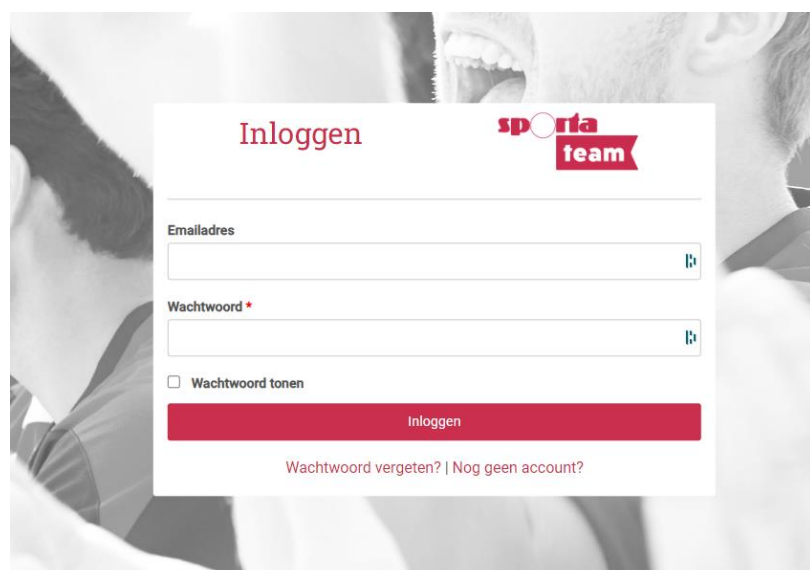 Inloggen
sporta
team
Emailadres
Wachtwoord *
Wachtwoord tonen
Inloggen
Wachtwoord vergeten? | Nog geen account?